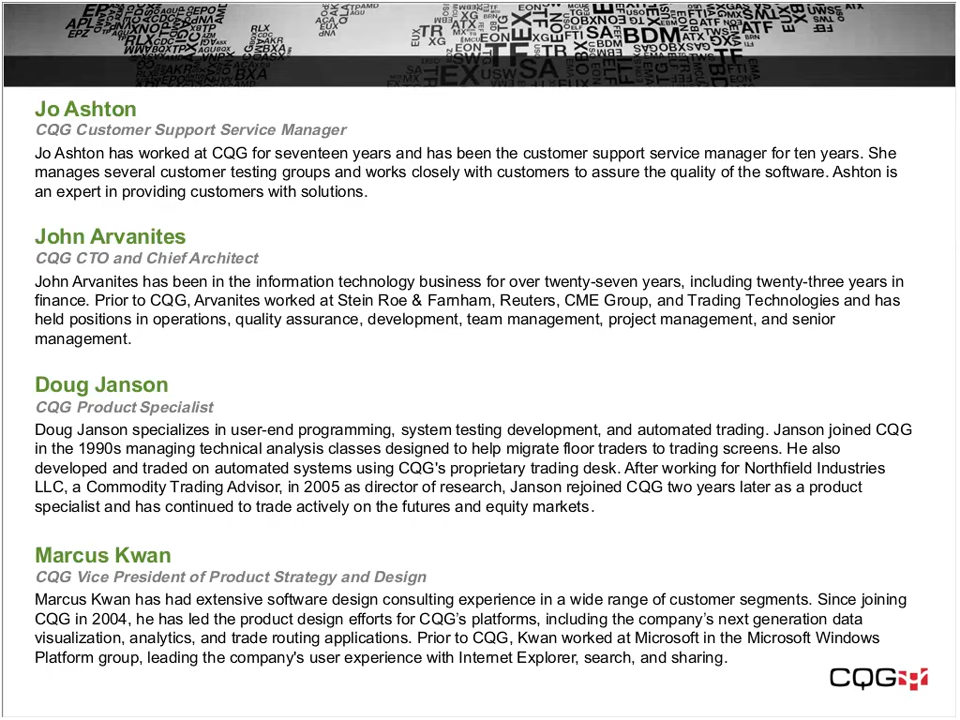 Jo Ashton
CQG Customer Support Service Manager
Jo Ashton has worked at CQG for seventeen years and has been the customer support service manager for ten years. She
manages several customer testing groups and works closely with customers to assure the quality of the software. Ashton is
an expert in providing customers with solutions.
John Arvanites
CQG CTO and Chief Architect
John Arvanites has been in the information technology business for over twenty-seven years, including twenty-three years in
finance. Prior to CQG, Arvanites worked at Stein Roe & Farnham, Reuters, CME Group, and Trading Technologies and has
held positions in operations, quality assurance, development, team management, project management, and senior
management.
Doug Janson
CQG Product Specialist
Doug Janson specializes in user-end programming, system testing development, and automated trading. Janson joined CQG
in the 1990s managing technical analysis classes designed to help migrate floor traders to trading screens. He also
developed and traded on automated systems using CQG's proprietary trading desk. After working for Northfield Industries
LLC, a Commodity Trading Advisor, in 2005 as director of research, Janson rejoined CQG two years later as a product
specialist and has continued to trade actively on the futures and equity markets.
Marcus Kwan
CQG Vice President of Product Strategy and Design
Marcus Kwan has had extensive software design consulting experience in a wide range of customer segments. Since joining
CQG in 2004, he has led the product design efforts for CQG’s platforms, including the company’s next generation data
visualization, analytics, and trade routing applications. Prior to CQG, Kwan worked at Microsoft in the Microsoft Windows
Platform group, leading the company's user experience with Internet Explorer, search, and sharing.
CQG